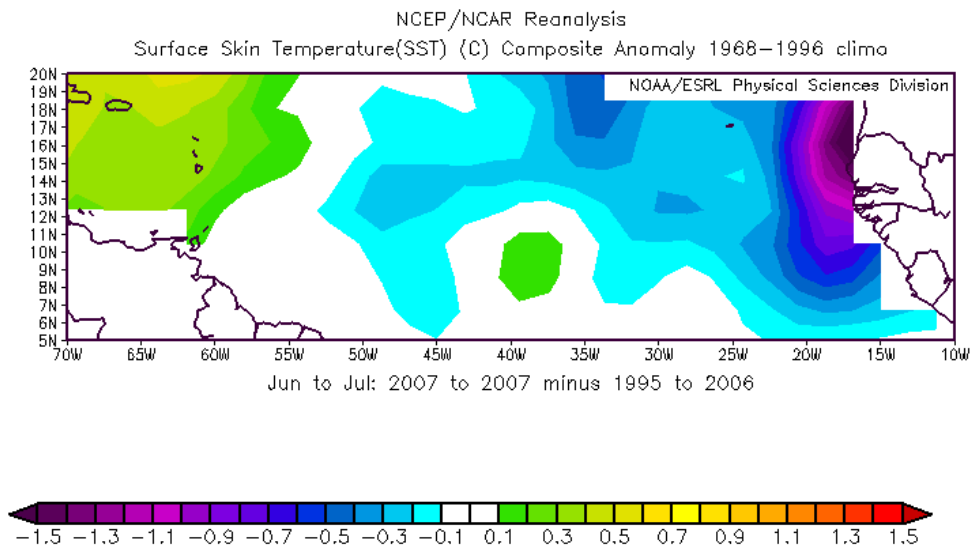 NCEP/NCAR Reanalysis
Surface Skin Temperature(SST) (C) Composite Anomaly 1968-1996 clima
NOAA/ESRL Physical Sciences Division
20N
19N
18N
17N
16N
15N
14N
13N
12N
11N
10N
9N
8N
7N
6N
5N
70W 65W 60W 55W 50W 45W 40W 35W 30W 25W 20W 15W 10W
Jun to Jul: 2007 to 2007 minus 1995 to 2006
-1.5 -1.3 -1.1 -0.9 -0.7 -0.5 -0.3 -0.1 0.1 0.3 0.5 0.7 0.9 1.1 1.3 1.5